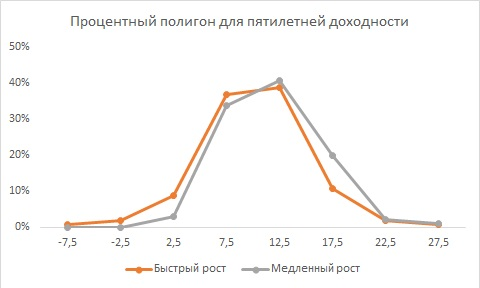 Процентный полигон для пятилетней доходности
50%
40%
30%
20%
10%
0%
-7,5 -2,5 2,5 7,5 12,5 17,5 22,5 27,5
Быстрый рост Медленный рост